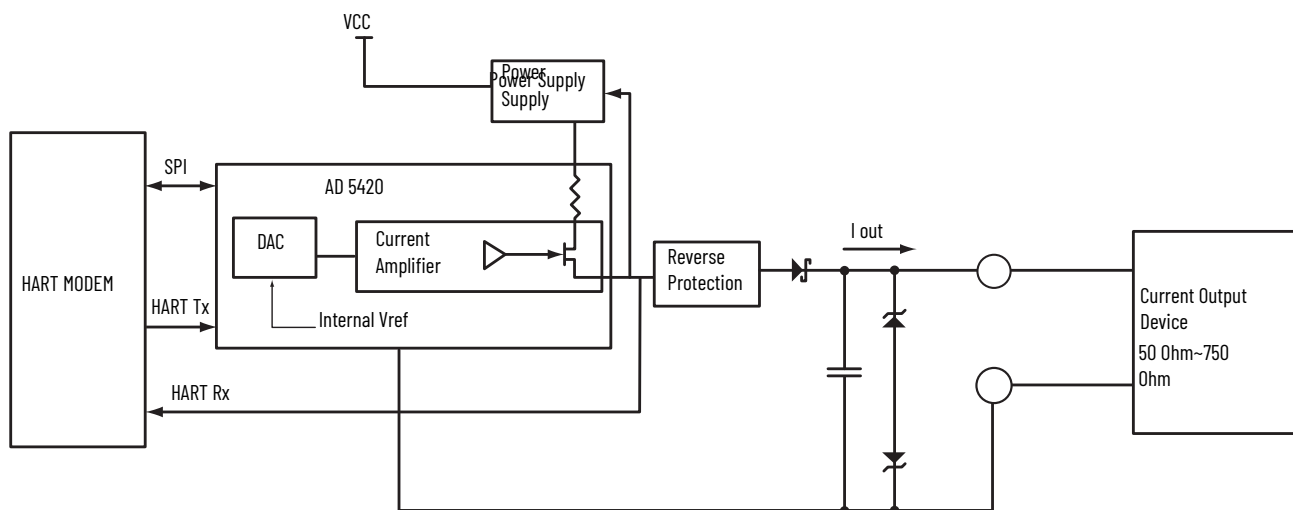 VCC
Power
Power Supply
Supply
SPI
AD 5420
HART MODEM
DAC
Current
Amplifier
Reverse
Protection
I out
Current Output
Device
50 Ohm~750
Ohm
HART Tx
Internal Vref
HART Rx